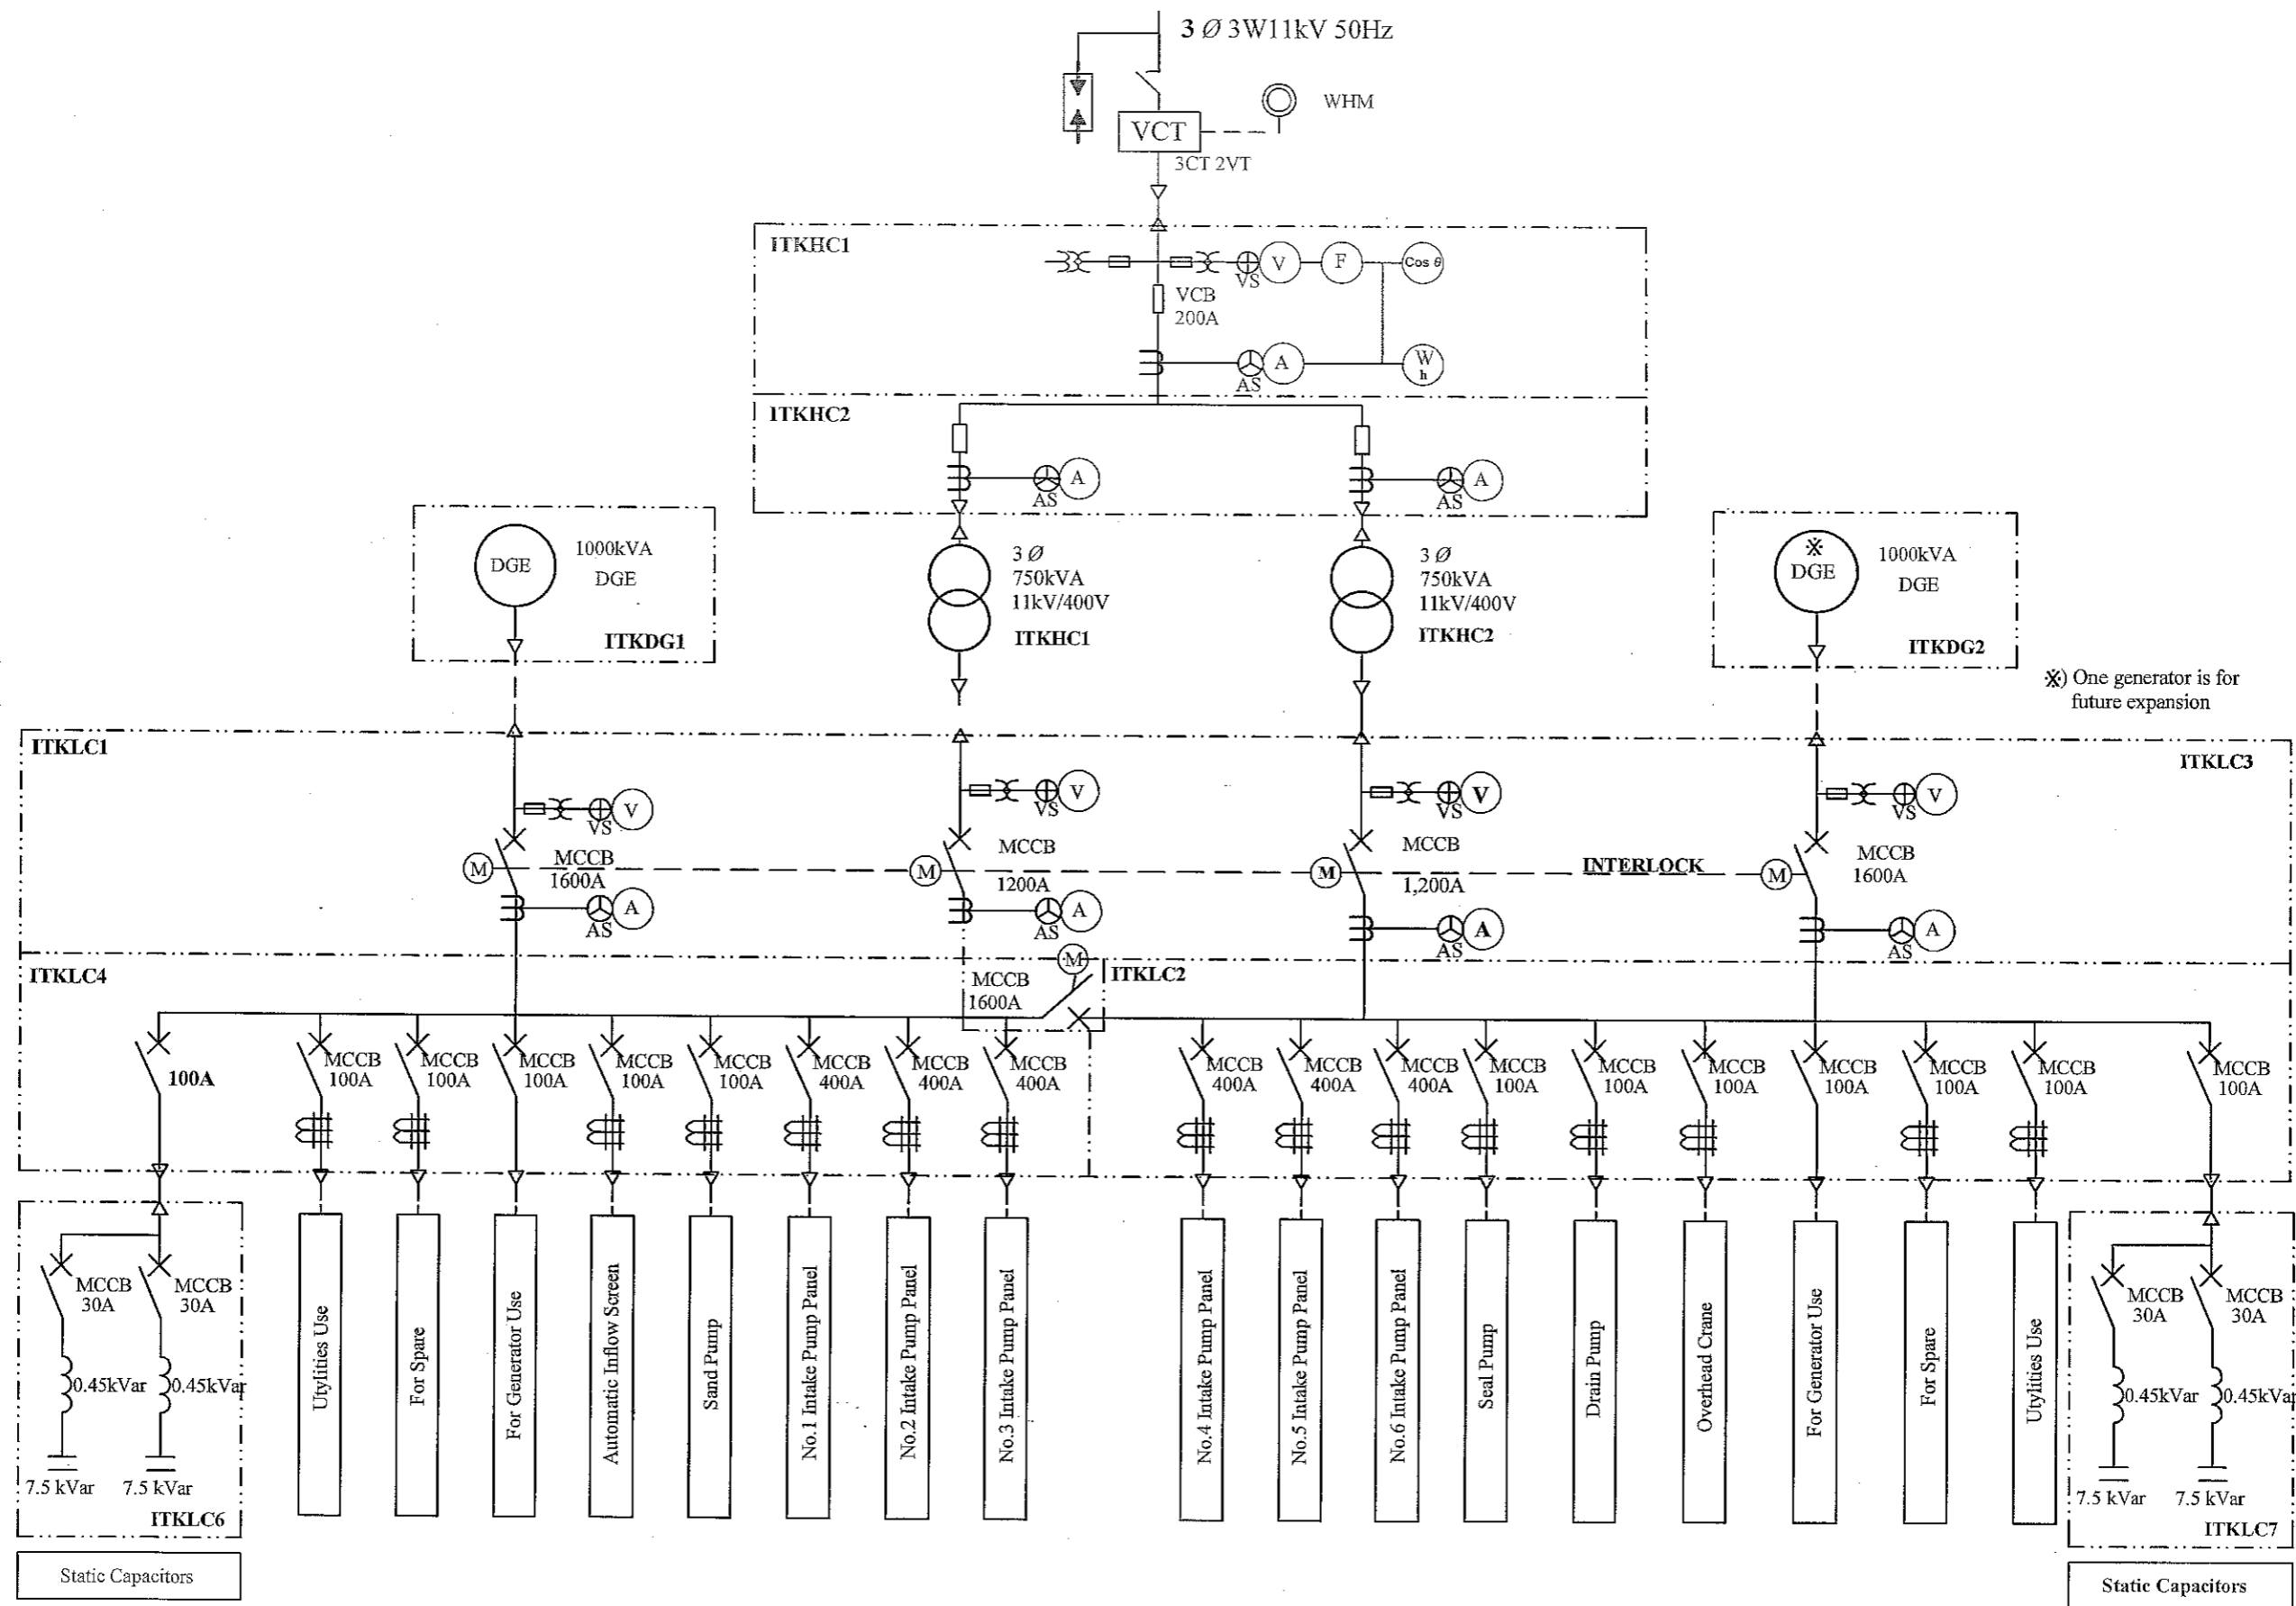 3 Ø 3W11kV 50Hz
WHM
VCT
3CT 2VT
ITKHC1
VS
V
F
Cos θ
VCB
200A
AS
A
W
h
ITKHC2
AS
A
AS
A
DGE
1000kVA
DGE
ITKDG1
3 Ø
750kVA
11kV/400V
ITKHC1
3 Ø
750kVA
11kV/400V
ITKHC2
※
DGE
1000kVA
DGE
ITKDG2
※) One generator is for
future expansion
ITKLC1
ITKLC3
VS
V
VS
V
VS
V
VS
V
M
MCCB
1600A
M
MCCB
1200A
M
MCCB
1,200A
INTERLOCK
M
MCCB
1600A
AS
A
AS
A
AS
A
AS
A
ITKLC4
M
MCCB
1600A
ITKLC2
100A
MCCB
100A
MCCB
100A
MCCB
100A
MCCB
100A
MCCB
100A
MCCB
400A
MCCB
400A
MCCB
400A
MCCB
400A
MCCB
400A
MCCB
400A
MCCB
100A
MCCB
100A
MCCB
100A
MCCB
100A
MCCB
100A
MCCB
100A
MCCB
100A
MCCB
30A
MCCB
30A
0.45kVar
0.45kVar
7.5 kVar
7.5 kVar
ITKLC6
Static Capacitors
Utylities Use
For Spare
For Generator Use
Automatic Inflow Screen
Sand Pump
No.1 Intake Pump Panel
No.2 Intake Pump Panel
No.3 Intake Pump Panel
No.4 Intake Pump Panel
No.5 Intake Pump Panel
No.6 Intake Pump Panel
Seal Pump
Drain Pump
Overhead Crane
For Generator Use
For Spare
Utylities Use
MCCB
30A
MCCB
30A
0.45kVar
0.45kVar
7.5 kVar
7.5 kVar
ITKLC7
Static Capacitors